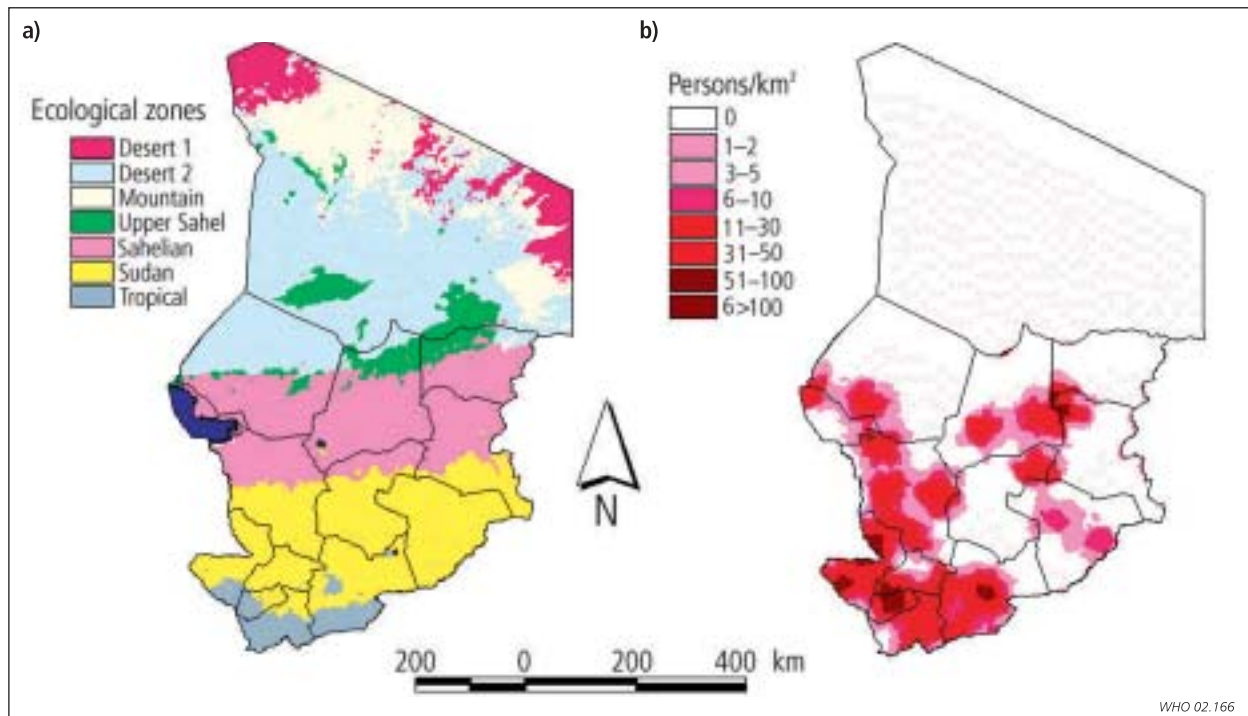 a)
Ecological zones
Desert 1
Desert 2
Mountain
Upper Sahel
Sahelian
Sudan
Tropical
b)
Persons/km²
0
1–2
3–5
6–10
11–30
31–50
51–100
6>100
N
200 0 200 400 km
WHO 02.166